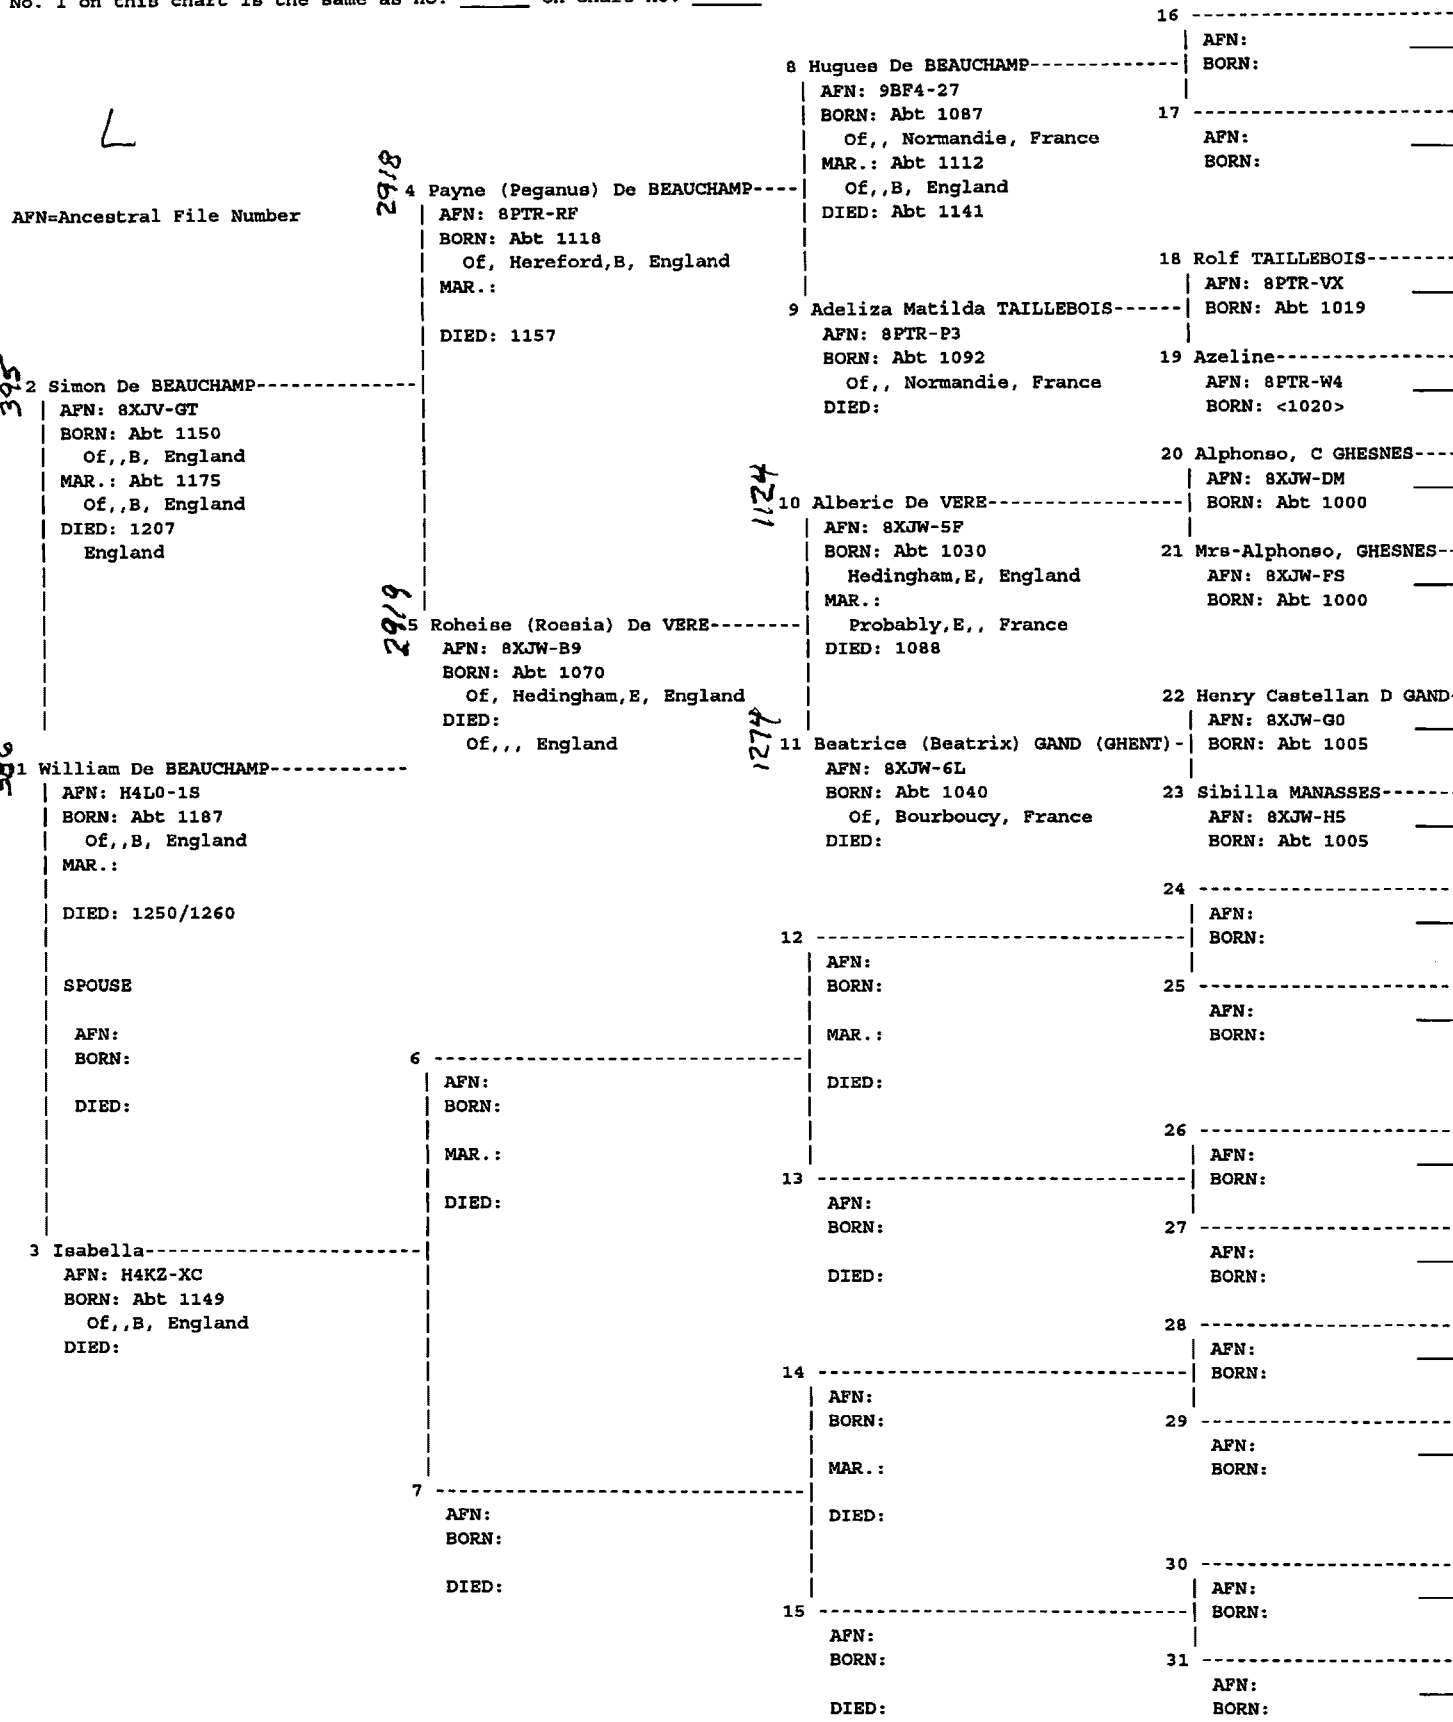 No. 1 on this chart is the same as no. _____ on chart no. _____
L
AFN=Ancestral File Number
395
2 Simon De BEAUCHAMP
AFN: 8XJV-GT
BORN: Abt 1150
Of,,B, England
MAR.: Abt 1175
Of,,B, England
DIED: 1207
England
1 William De BEAUCHAMP
AFN: H4L0-1S
BORN: Abt 1187
Of,,B, England
MAR.:
DIED: 1250/1260
SPOUSE
AFN:
BORN:
DIED:
3 Isabella
AFN: H4KZ-XC
BORN: Abt 1149
Of,,B, England
DIED:
2918
4 Payne (Peganus) De BEAUCHAMP
AFN: 8PTR-RF
BORN: Abt 1118
Of, Hereford,B, England
MAR.:
DIED: 1157
2919
5 Roheise (Roesia) De VERE
AFN: 8XJW-B9
BORN: Abt 1070
Of, Hedingham,E, England
DIED:
Of,,, England
6
AFN:
BORN:
MAR.:
DIED:
7
AFN:
BORN:
DIED:
8 Hugues De BEAUCHAMP
AFN: 9BF4-27
BORN: Abt 1087
Of,, Normandie, France
MAR.: Abt 1112
Of,,B, England
DIED: Abt 1141
9 Adeliza Matilda TAILLEBOIS
AFN: 8PTR-P3
BORN: Abt 1092
Of,, Normandie, France
DIED:
1124
10 Alberic De VERE
AFN: 8XJW-5F
BORN: Abt 1030
Hedingham,E, England
MAR.:
Probably,E,, France
DIED: 1088
1274
11 Beatrice (Beatrix) GAND (GHENT)
AFN: 8XJW-6L
BORN: Abt 1040
Of, Bourboucy, France
DIED:
12
AFN:
BORN:
MAR.:
DIED:
13
AFN:
BORN:
DIED:
14
AFN:
BORN:
MAR.:
DIED:
15
AFN:
BORN:
DIED:
16
AFN:
BORN:
17
AFN:
BORN:
18 Rolf TAILLEBOIS
AFN: 8PTR-VX
BORN: Abt 1019
19 Azeline
AFN: 8PTR-W4
BORN: <1020>
20 Alphonso, C GHESNES
AFN: 8XJW-DM
BORN: Abt 1000
21 Mrs-Alphonso, GHESNES
AFN: 8XJW-FS
BORN: Abt 1000
22 Henry Castellan D GAND
AFN: 8XJW-G0
BORN: Abt 1005
23 Sibilla MANASSES
AFN: 8XJW-H5
BORN: Abt 1005
24
AFN:
BORN:
25
AFN:
BORN:
26
AFN:
BORN:
27
AFN:
BORN:
28
AFN:
BORN:
29
AFN:
BORN:
30
AFN:
BORN:
31
AFN:
BORN: